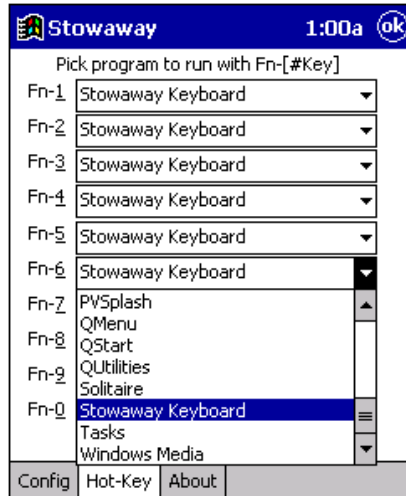 Stowaway 1:00a ok
Pick program to run with Fn-[#Key]
Fn-1 Stowaway Keyboard
Fn-2 Stowaway Keyboard
Fn-3 Stowaway Keyboard
Fn-4 Stowaway Keyboard
Fn-5 Stowaway Keyboard
Fn-6 Stowaway Keyboard
Fn-7 PVSplash
QMenu
Fn-8 QStart
Fn-9 QUtilities
Solitaire
Fn-0 Stowaway Keyboard
Tasks
Windows Media
Config Hot-Key About